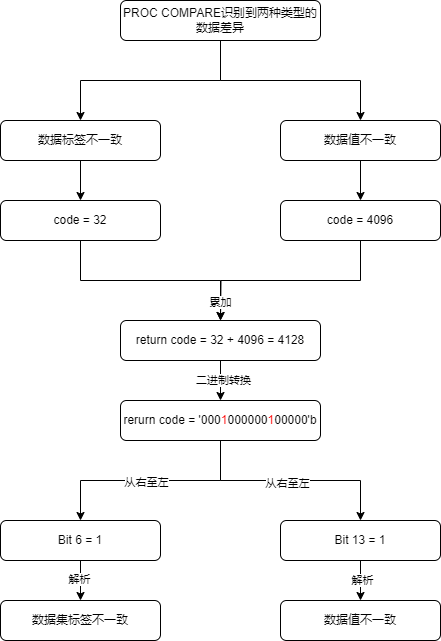 PROC COMPARE识别到两种类型的
数据差异
数据标签不一致
数据值不一致
code = 32
code = 4096
累加
return code = 32 + 4096 = 4128
二进制转换
rerurn code = '0001000000100000'b
从右至左
从右至左
Bit 6 = 1
Bit 13 = 1
解析
解析
数据集标签不一致
数据值不一致